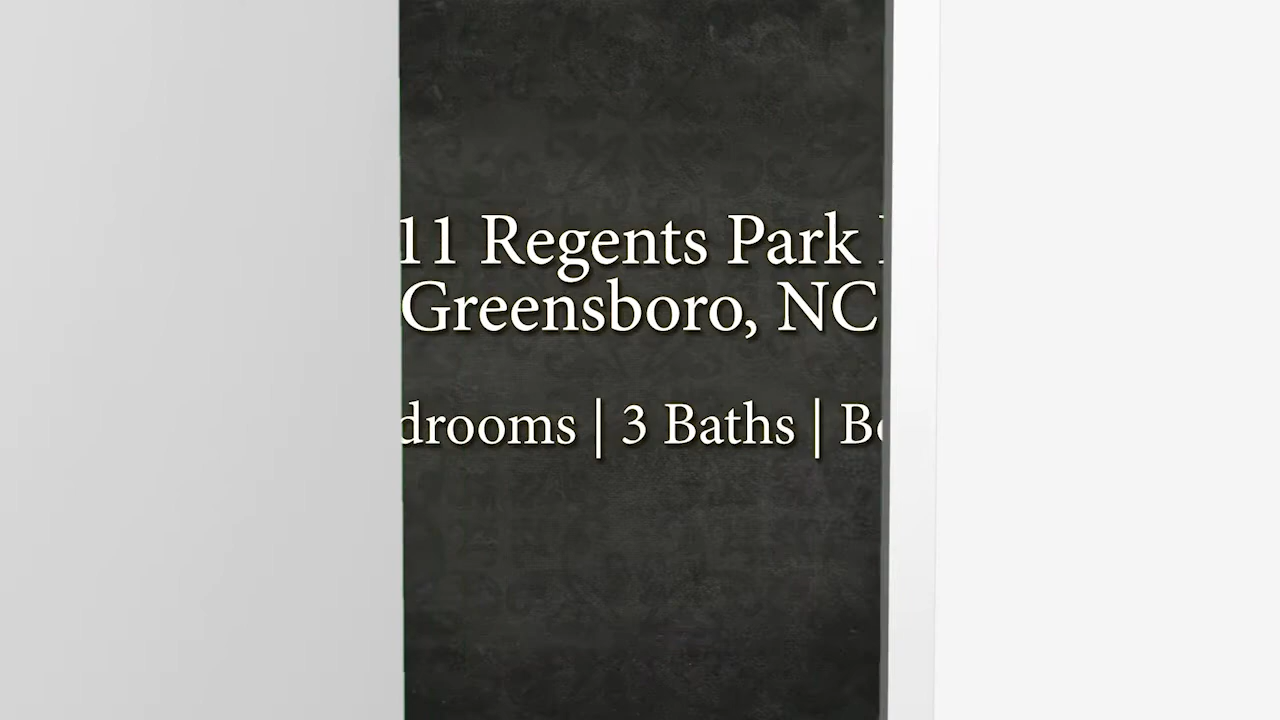 11 Regents Park
Greensboro, NC
drooms | 3 Baths |